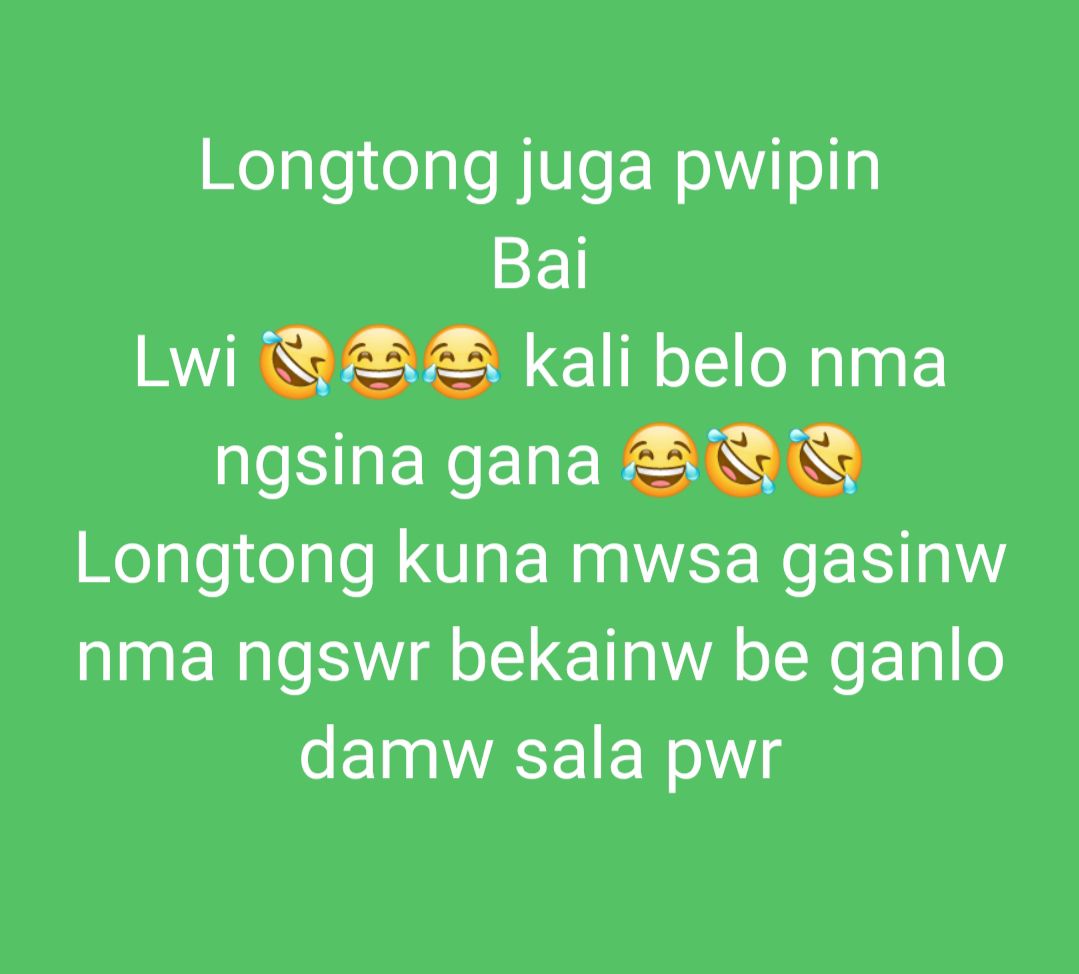 Longtong juga pwipin
Bai
Lwi 🤣😂😂 kali belo nma
ngsina gana 😂🤣🤣
Longtong kuna mwsa gasinw
nma ngswr bekainw be ganlo
damw sala pwr